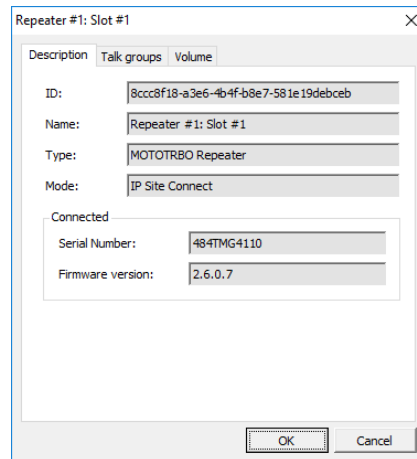 Repeater #1: Slot #1
Description Talk groups Volume
ID: 8ccc8f18-a3e6-4b4f-b8e7-581e19debceb
Name: Repeater #1: Slot #1
Type: MOTOTRBO Repeater
Mode: IP Site Connect
Connected
Serial Number: 484TMG4110
Firmware version: 2.6.0.7
OK Cancel